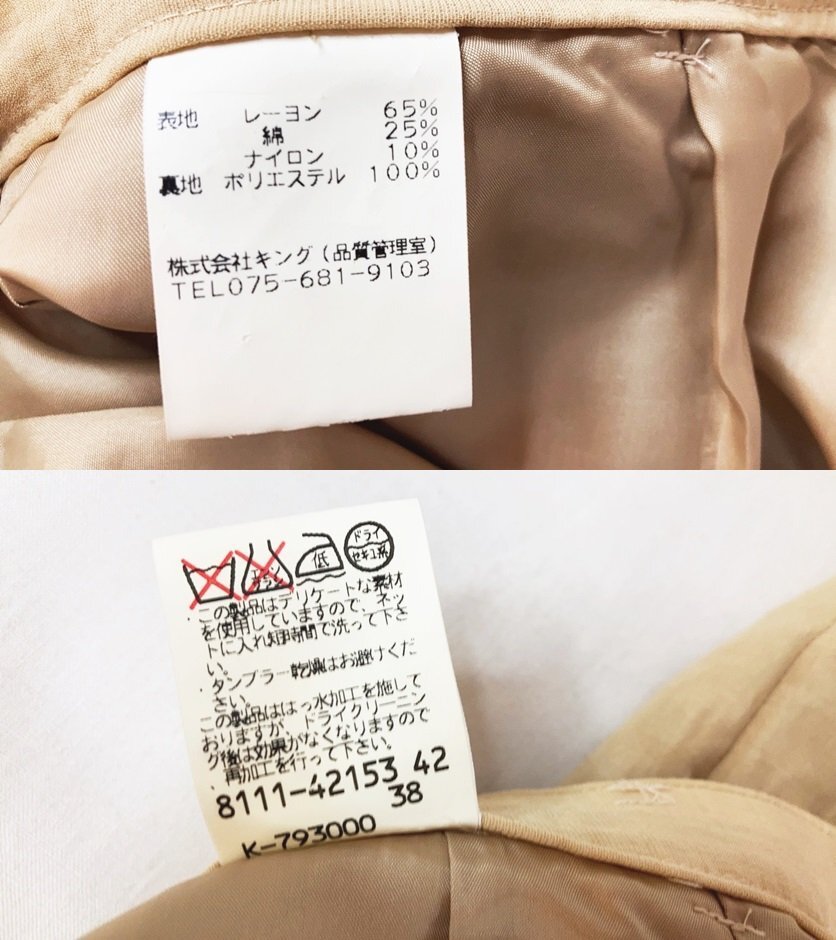 表地 レーヨン 65%
綿 25%
ナイロン 10%
裏地 ポリエステル 100%
株式会社キング(品質管理室)
TEL075-681-9103
エンソ
サラシ
低
ドライ
セキユ系
・この製品はデリケートな素材
を使用していますので、ネッ
トに入れ短時間で洗って下さ
い。
・タンブラー乾燥はお避けくだ
さい。
この製品ははっ水加工を施して
おりますが、ドライクリーニン
グ後は効果がなくなりますので
、再加工を行って下さい。
8111-42153 42
38
K-793000